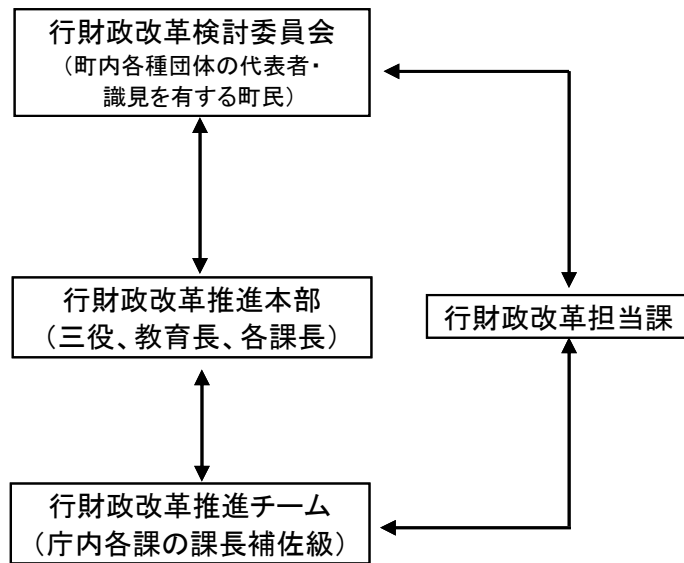 行財政改革検討委員会
（町内各種団体の代表者・
識見を有する町民）
行財政改革推進本部
（三役、教育長、各課長）
行財政改革担当課
行財政改革推進チーム
（庁内各課の課長補佐級）